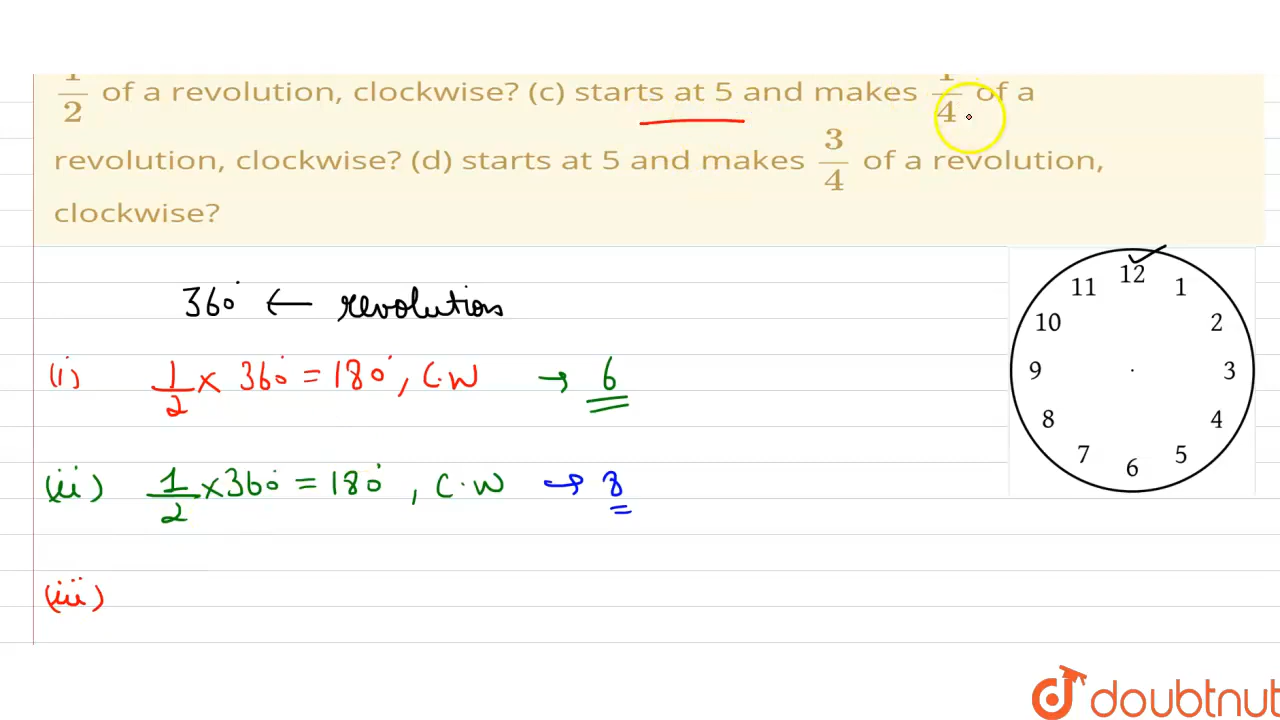 1/2 of a revolution, clockwise? (c) starts at 5 and makes 1/4 of a
revolution, clockwise? (d) starts at 5 and makes 3/4 of a revolution,
clockwise?
360° ← revolution
(i) 1/2 × 360° = 180°, C.W → 6
(ii) 1/2 × 360° = 180°, C.W → 8
(iii)
12
11 1
10 2
9 3
8 4
7 5
6
doubtnut